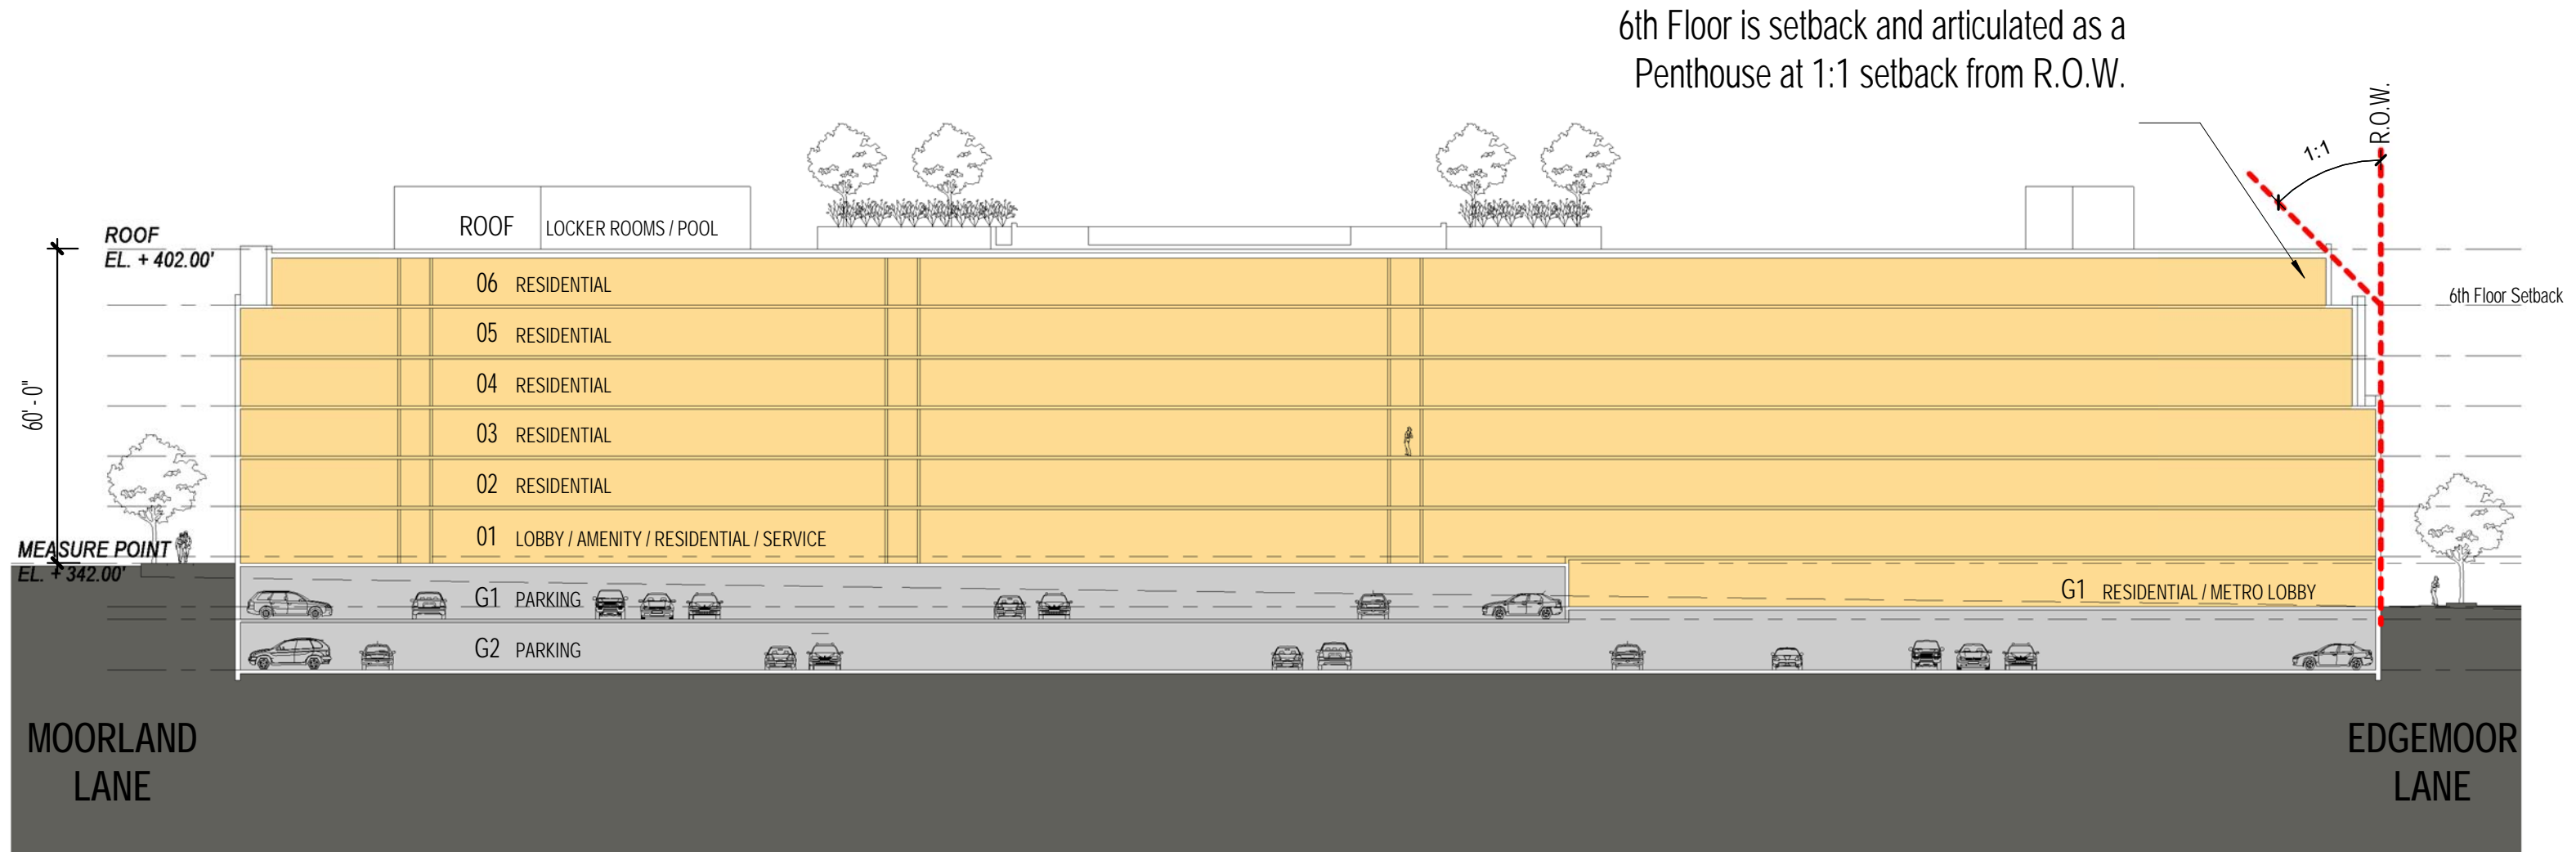 6th Floor is setback and articulated as a
Penthouse at 1:1 setback from R.O.W.
R.O.W.
1:1
ROOF
EL. + 402.00'
ROOF LOCKER ROOMS / POOL
06 RESIDENTIAL
6th Floor Setback
05 RESIDENTIAL
04 RESIDENTIAL
60' - 0"
03 RESIDENTIAL
02 RESIDENTIAL
01 LOBBY / AMENITY / RESIDENTIAL / SERVICE
MEASURE POINT
EL. + 342.00'
G1 PARKING
G1 RESIDENTIAL / METRO LOBBY
G2 PARKING
MOORLAND
LANE
EDGEMOOR
LANE